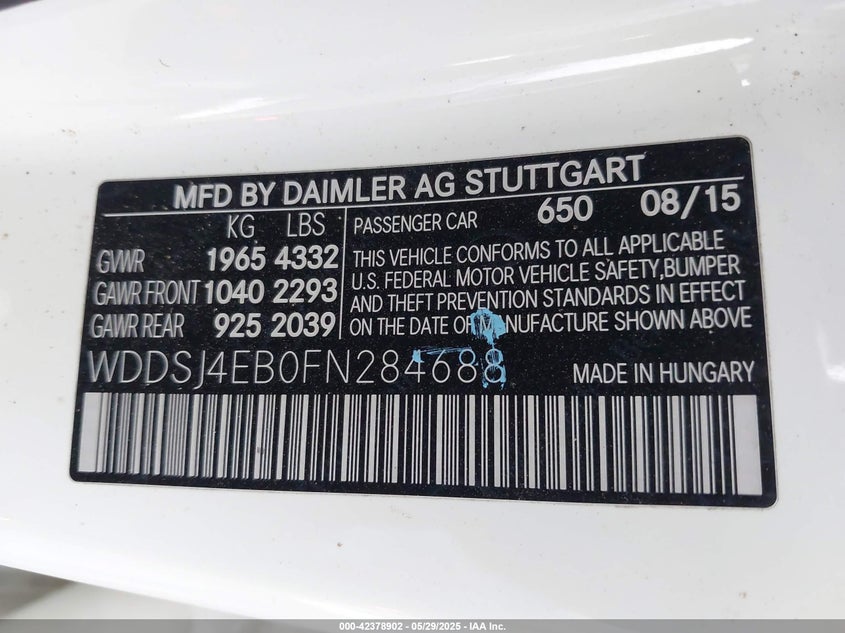 MFD BY DAIMLER AG STUTTGART
KG LBS
GVWR 1965 4332
GAWR FRONT 1040 2293
GAWR REAR 925 2039
PASSENGER CAR 650 08/15
THIS VEHICLE CONFORMS TO ALL APPLICABLE
U.S. FEDERAL MOTOR VEHICLE SAFETY,BUMPER
AND THEFT PREVENTION STANDARDS IN EFFECT
ON THE DATE OF MANUFACTURE SHOWN ABOVE
WDDSJ4EB0FN284688
MADE IN HUNGARY
000-42378902 - 05/29/2025 - IAA Inc.